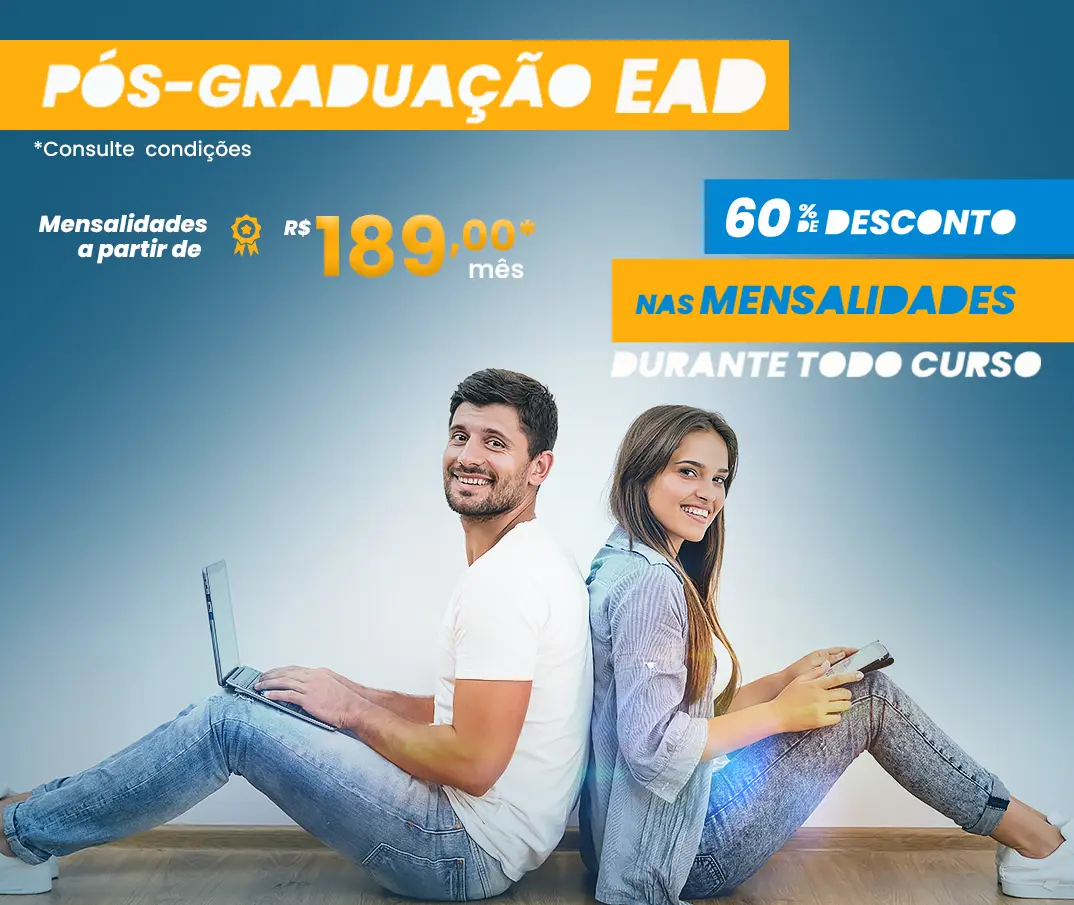 PÓS-GRADUAÇÃO EAD
*Consulte condições
Mensalidades
a partir de
R$ 189,00*
mês
60% DE DESCONTO
NAS MENSALIDADES
DURANTE TODO CURSO